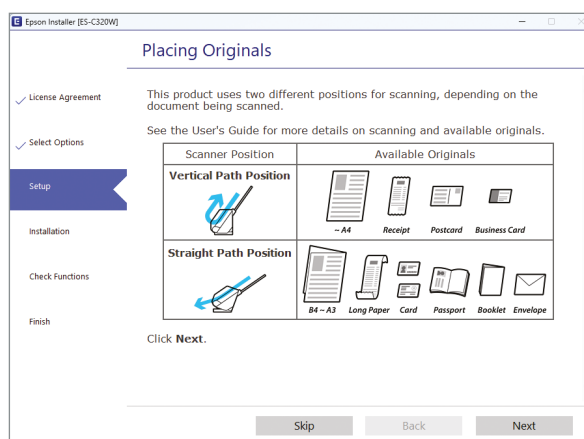 Epson Installer [ES-C320W]
Placing Originals
License Agreement
Select Options
Setup
Installation
Check Functions
Finish
This product uses two different positions for scanning, depending on the
document being scanned.
See the User's Guide for more details on scanning and available originals.
Scanner Position Available Originals
Vertical Path Position
~ A4 Receipt Postcard Business Card
Straight Path Position
B4 ~ A3 Long Paper Card Passport Booklet Envelope
Click Next.
Skip Back Next